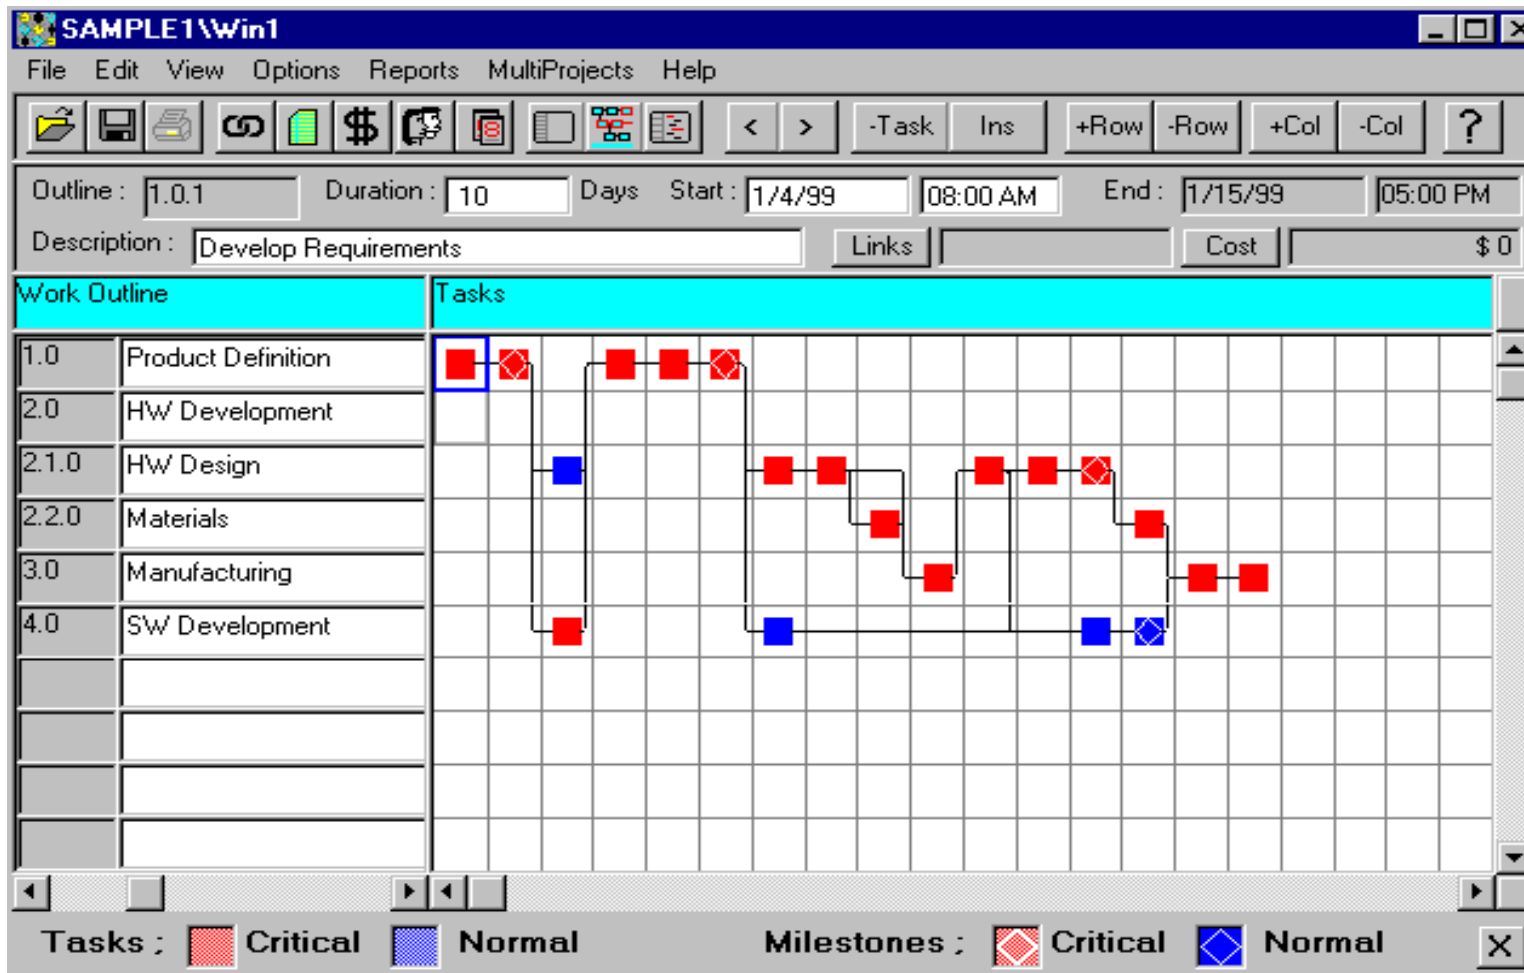 SAMPLE1\Win1
File Edit View Options Reports MultiProjects Help
$ 18 < > -Task Ins +Row -Row +Col -Col ?
Outline : 1.0.1 Duration : 10 Days Start : 1/4/99 08:00 AM End : 1/15/99 05:00 PM
Description : Develop Requirements Links Cost $ 0
Work Outline Tasks
1.0 Product Definition
2.0 HW Development
2.1.0 HW Design
2.2.0 Materials
3.0 Manufacturing
4.0 SW Development
Tasks ; Critical Normal Milestones ; Critical Normal X